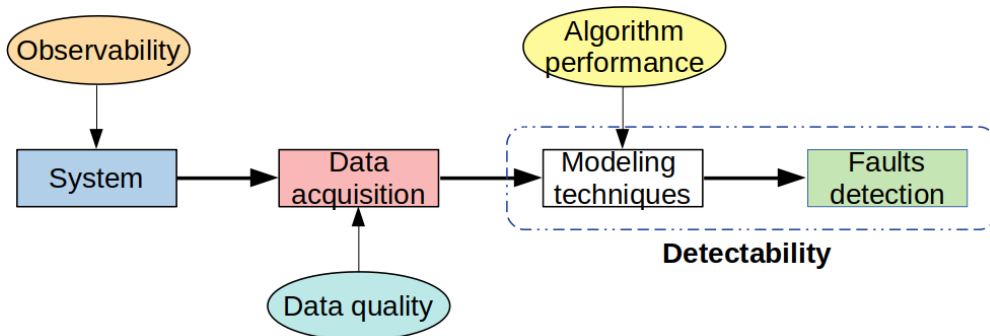 Observability
Algorithm
performance
System
Data
acquisition
Modeling
techniques
Faults
detection
Detectability
Data quality